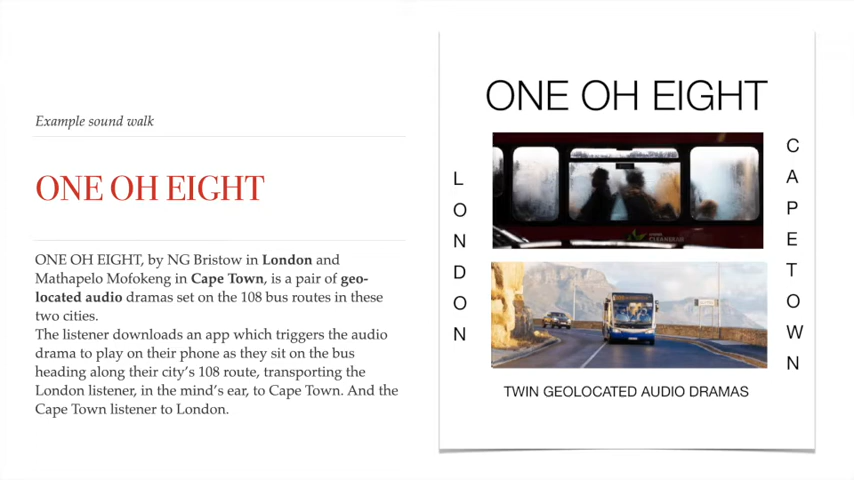 Example sound walk
ONE OH EIGHT
ONE OH EIGHT, by NG Bristow in London and
Mathapelo Mofokeng in Cape Town, is a pair of geo-
located audio dramas set on the 108 bus routes in these
two cities.
The listener downloads an app which triggers the audio
drama to play on their phone as they sit on the bus
heading along their city's 108 route, transporting the
London listener, in the mind's ear, to Cape Town. And the
Cape Town listener to London.
ONE OH EIGHT
LONDON
CAPETOWN
TWIN GEOLOCATED AUDIO DRAMAS